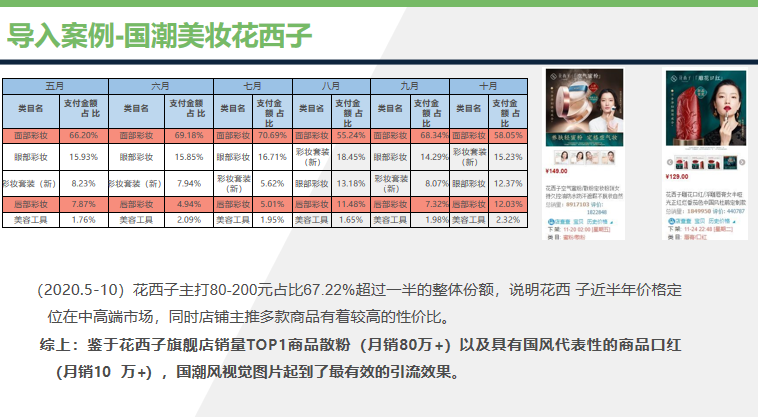 导入案例-国潮美妆花西子
五月 六月 七月 八月 九月 十月
类目名 支付金额占比 类目名 支付金额占比 类目名 支付金额占比 类目名 支付金额占比 类目名 支付金额占比 类目名 支付金额占比
面部彩妆 66.20% 面部彩妆 69.18% 面部彩妆 70.69% 面部彩妆 55.24% 面部彩妆 68.34% 面部彩妆 58.05%
眼部彩妆 15.93% 眼部彩妆 15.85% 眼部彩妆 16.71% 彩妆套装（新） 18.45% 眼部彩妆 14.29% 彩妆套装（新） 15.23%
彩妆套装（新） 8.23% 彩妆套装（新） 7.94% 彩妆套装（新） 5.62% 眼部彩妆 13.18% 彩妆套装（新） 8.07% 眼部彩妆 12.37%
唇部彩妆 7.87% 唇部彩妆 4.94% 唇部彩妆 5.01% 唇部彩妆 11.48% 唇部彩妆 7.32% 唇部彩妆 12.03%
美容工具 1.76% 美容工具 2.09% 美容工具 1.95% 美容工具 1.65% 美容工具 1.98% 美容工具 2.32%
¥149.00
¥129.00
（2020.5-10）花西子主打80-200元占比67.22%超过一半的整体份额，说明花西 子近半年价格定
位在中高端市场，同时店铺主推多款商品有着较高的性价比。
综上：鉴于花西子旗舰店销量TOP1商品散粉（月销80万+）以及具有国风代表性的商品口红
（月销10 万+），国潮风视觉图片起到了最有效的引流效果。